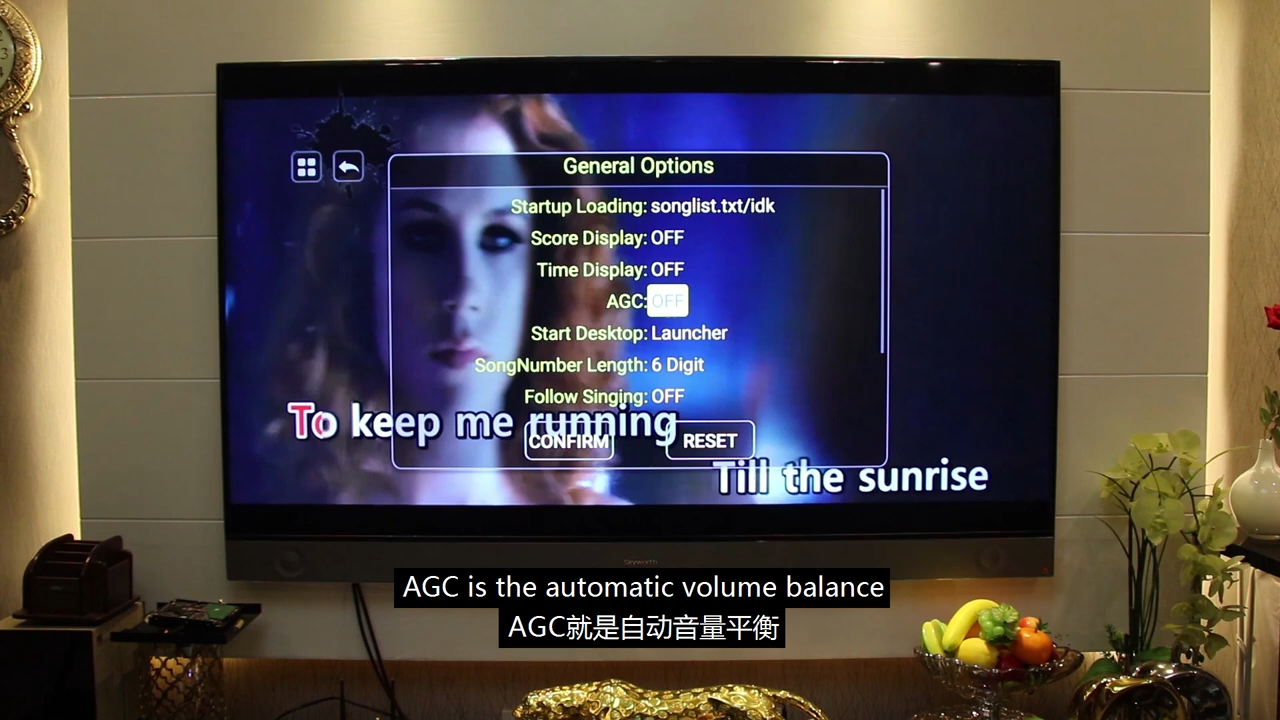 General Options
Startup Loading: songlist.txt/idk
Score Display: OFF
Time Display: OFF
AGC: OFF
Start Desktop: Launcher
SongNumber Length: 6 Digit
Follow Singing: OFF
To keep me running
CONFIRM RESET
Till the sunrise
Skyworth
AGC is the automatic volume balance
AGC就是自动音量平衡